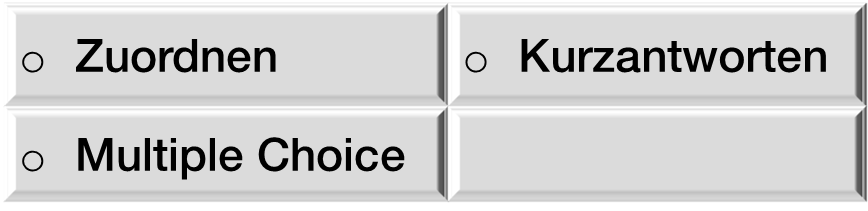 o Zuordnen
o Kurzantworten
o Multiple Choice